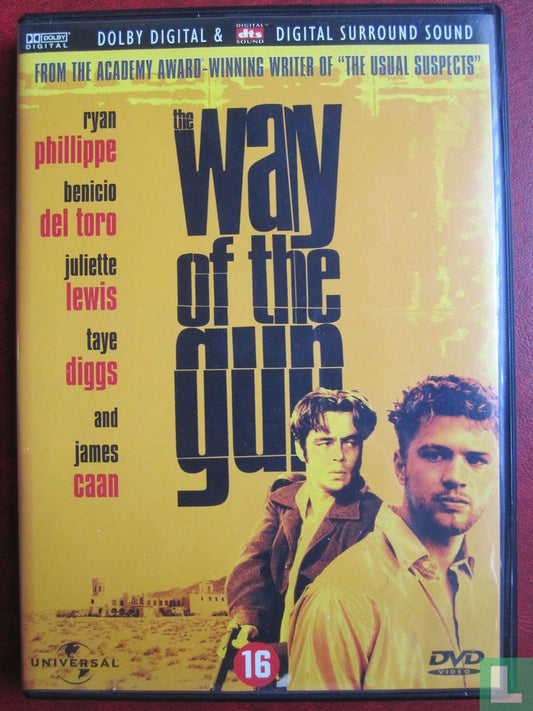 DOLBY DIGITAL
DOLBY DIGITAL & DIGITAL dts SOUND DIGITAL SURROUND SOUND
FROM THE ACADEMY AWARD-WINNING WRITER OF "THE USUAL SUSPECTS"
ryan
phillippe
benicio
del toro
juliette
lewis
taye
diggs
and
james
caan
the
way
of the
gun
UNIVERSAL
16
DVD
VIDEO
L